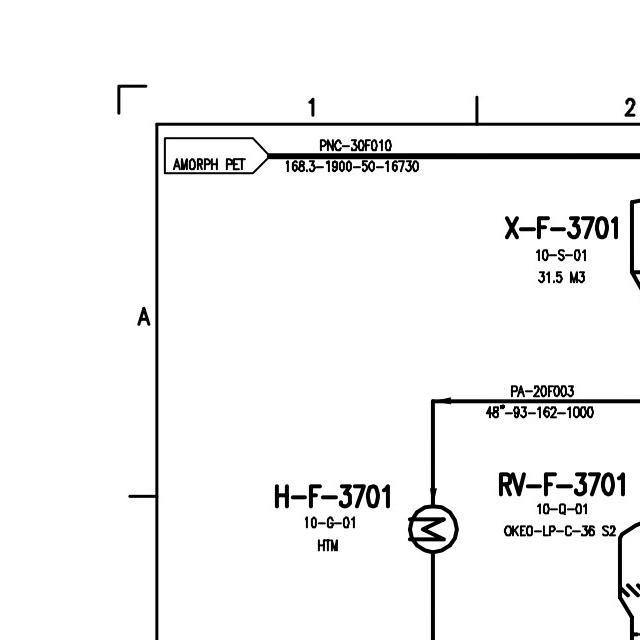 1
2
PNC-30F010
AMORPH PET
168.3-1900-50-16730
X-F-3701
10-S-01
31.5 M3
A
PA-20F003
48"-93-162-1000
H-F-3701
10-G-01
HTM
RV-F-3701
10-Q-01
OKEO-LP-C-36 S2